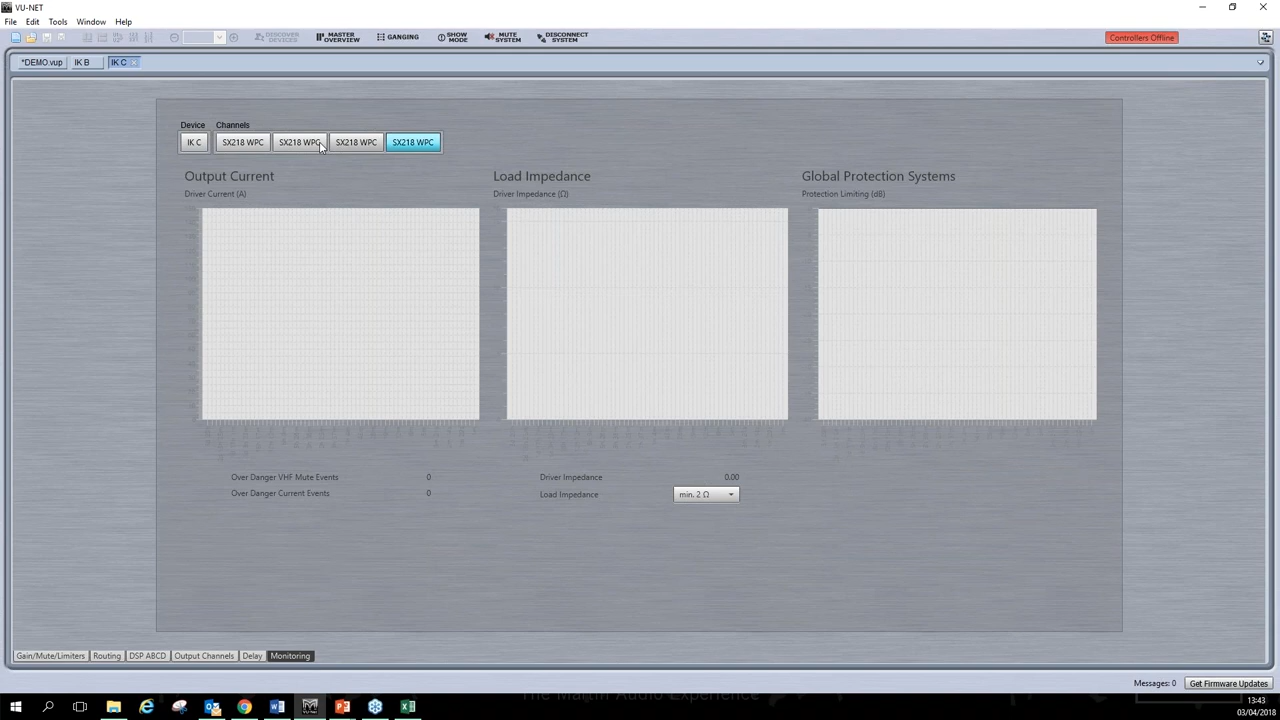 VU-NET
File Edit Tools Window Help
DISCOVER DEVICES MASTER OVERVIEW GANGING SHOW MODE MUTE SYSTEM DISCONNECT SYSTEM Controllers Offline
*DEMO.vup IK B IK C
Device Channels
IK C SX218 WPC SX218 WPC SX218 WPC SX218 WPC
Output Current Load Impedance Global Protection Systems
Driver Current (A) Driver Impedance (Ω) Protection Limiting (dB)
Over Danger VHF Mute Events 0 Driver Impedance 0.00
Over Danger Current Events 0 Load Impedance min. 2 Ω
Gain/Mute/Limiters Routing DSP ABCD Output Channels Delay Monitoring
Messages: 0 Get Firmware Updates
The Martin Audio Experience
13:43
03/04/2018